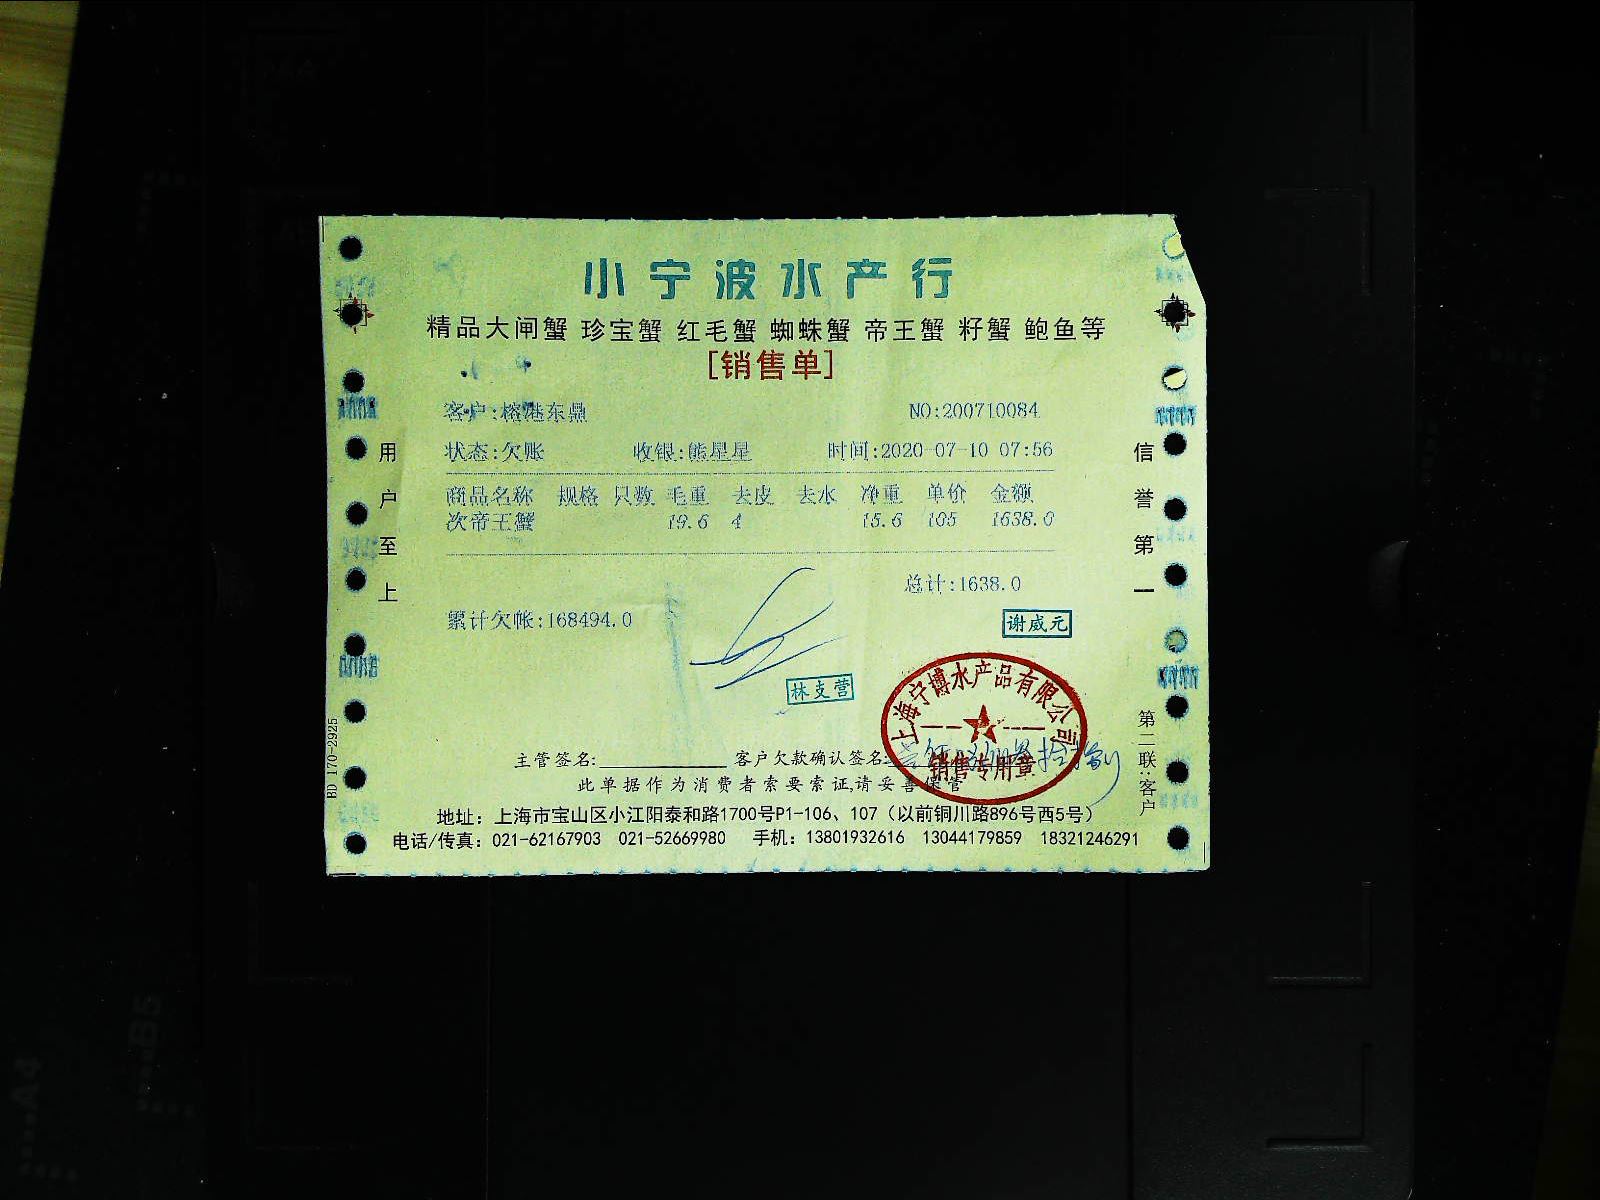 小宁波水产行
精品大闸蟹 珍宝蟹 红毛蟹 蜘蛛蟹 帝王蟹 籽蟹 鲍鱼等
[销售单]
客户:榕港东鼎 NO:200710084
状态:欠账 收银:熊星星 时间:2020-07-10 07:56
商品名称 规格 只数 毛重 去皮 去水 净重 单价 金额
次帝王蟹 19.6 4 15.6 105 1638.0
总计:1638.0
累计欠帐:168494.0
谢威元
林支营
上海宁博水产品有限公司
销售专用章
主管签名: 客户欠款确认签名
此单据作为消费者索要索证,请妥善保管
地址：上海市宝山区小江阳泰和路1700号P1-106、107（以前铜川路896号西5号）
电话/传真：021-62167903 021-52669980 手机：13801932616 13044179859 18321246291
用户至上
信誉第一
第二联:客户
BD 170-2925
A4
B5